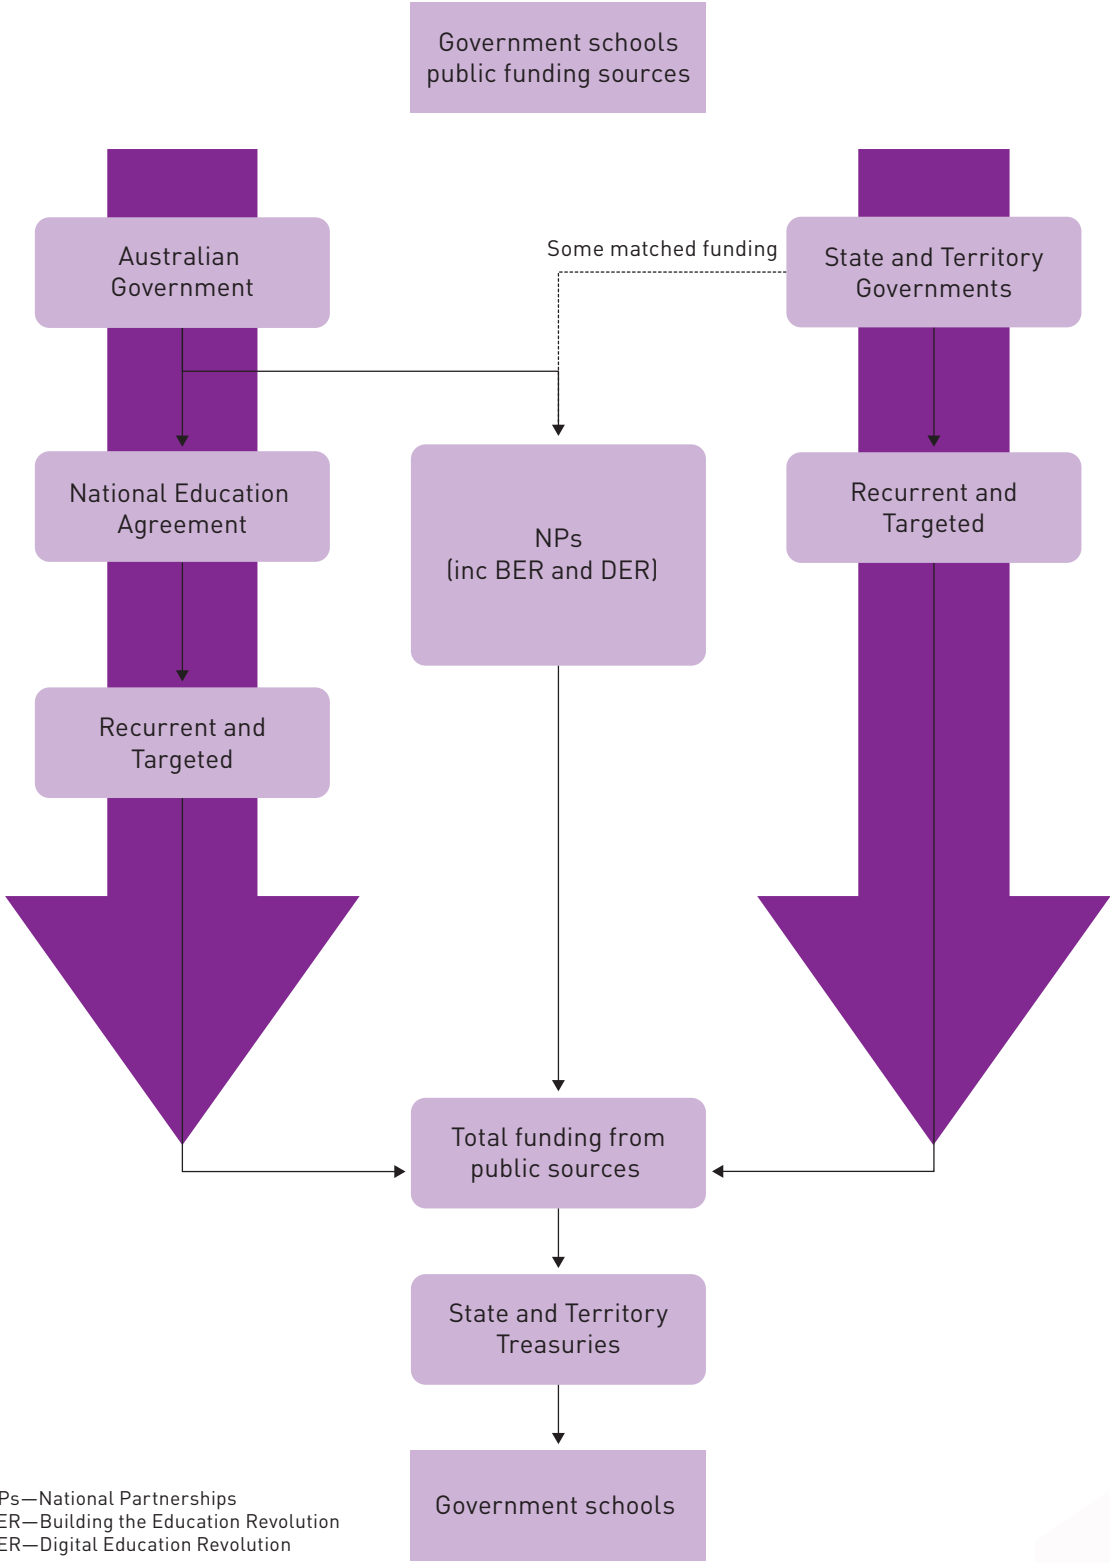 Government schools
public funding sources
Australian
Government
Some matched funding
State and Territory
Governments
National Education
Agreement
NPs
(inc BER and DER)
Recurrent and
Targeted
Recurrent and
Targeted
Total funding from
public sources
State and Territory
Treasuries
Government schools
Ps—National Partnerships
ER—Building the Education Revolution
ER—Digital Education Revolution